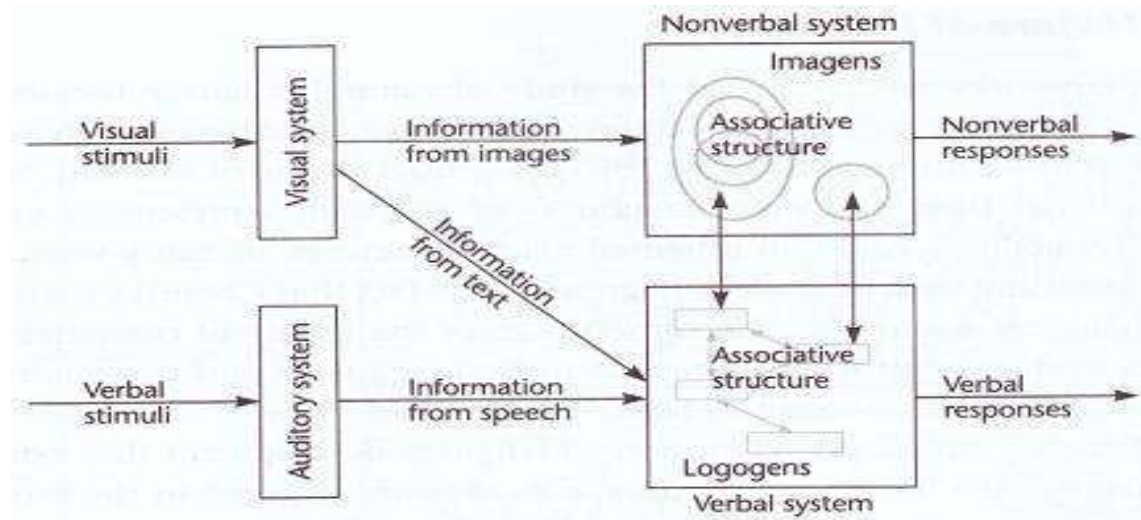 Nonverbal system
Imagens
Visual
stimuli
Visual system
Information
from images
Associative
structure
Nonverbal
responses
Information
from text
Verbal
stimuli
Auditory system
Information
from speech
Associative
structure
Verbal
responses
Logogens
Verbal system